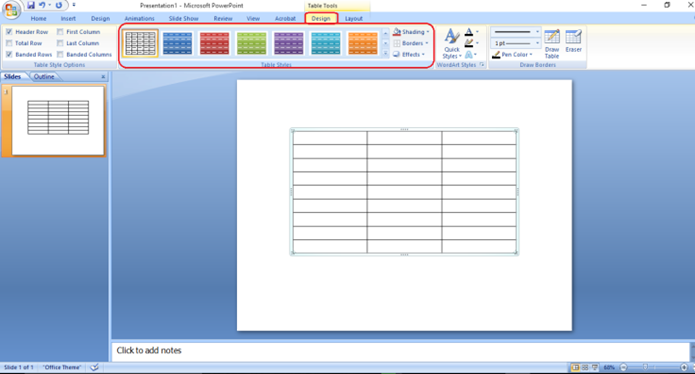 Presentation1 - Microsoft PowerPoint
Table Tools
Home Insert Design Animations Slide Show Review View Acrobat Design Layout
Header Row First Column
Total Row Last Column
Banded Rows Banded Columns
Table Style Options
Table Styles
Shading
Borders
Effects
Quick
Styles
A
A
WordArt Styles
1 pt
Pen Color
Draw
Table
Eraser
Draw Borders
Slides Outline
1
Click to add notes
Slide 1 of 1 "Office Theme" 60%